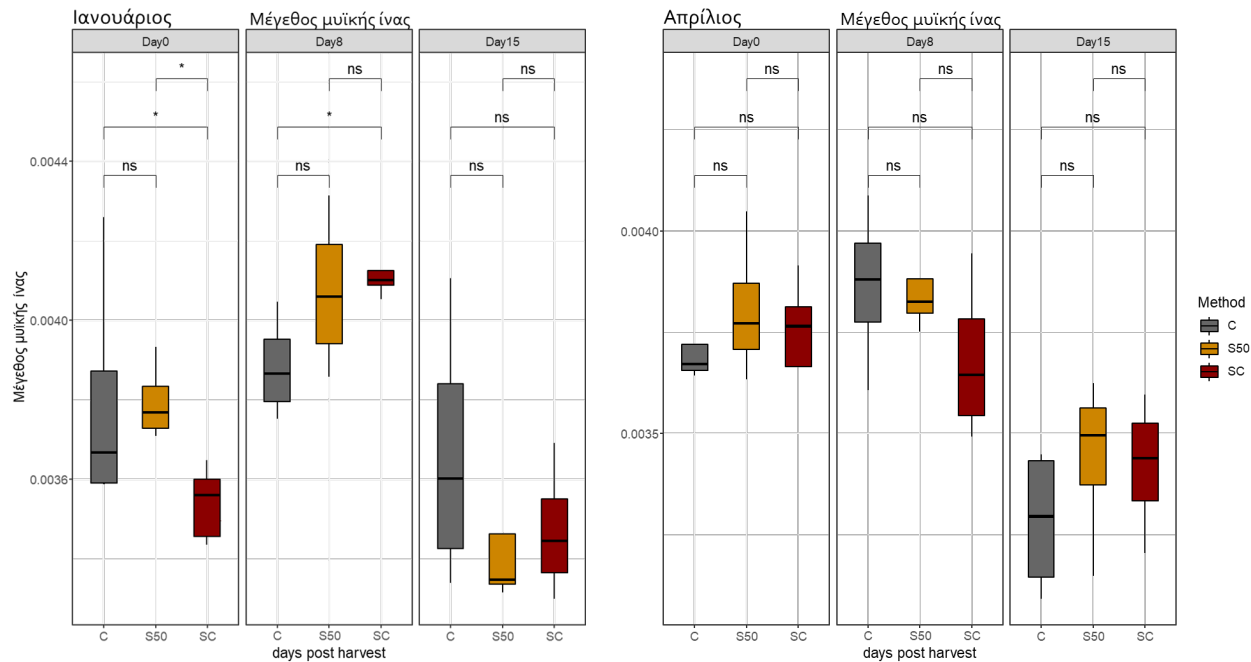 Ιανουάριος
Μέγεθος μυϊκής ίνας
Day0
Day8
Day15
*
ns
ns
*
*
ns
ns
ns
ns
0.0044
0.0040
0.0036
Μέγεθος μυϊκής ίνας
C
S50
SC
C
S50
SC
C
S50
SC
days post harvest
Απρίλιος
Μέγεθος μυϊκής ίνας
Day0
Day8
Day15
ns
ns
ns
ns
ns
ns
ns
ns
ns
0.0040
0.0035
C
S50
SC
C
S50
SC
C
S50
SC
days post harvest
Method
C
S50
SC